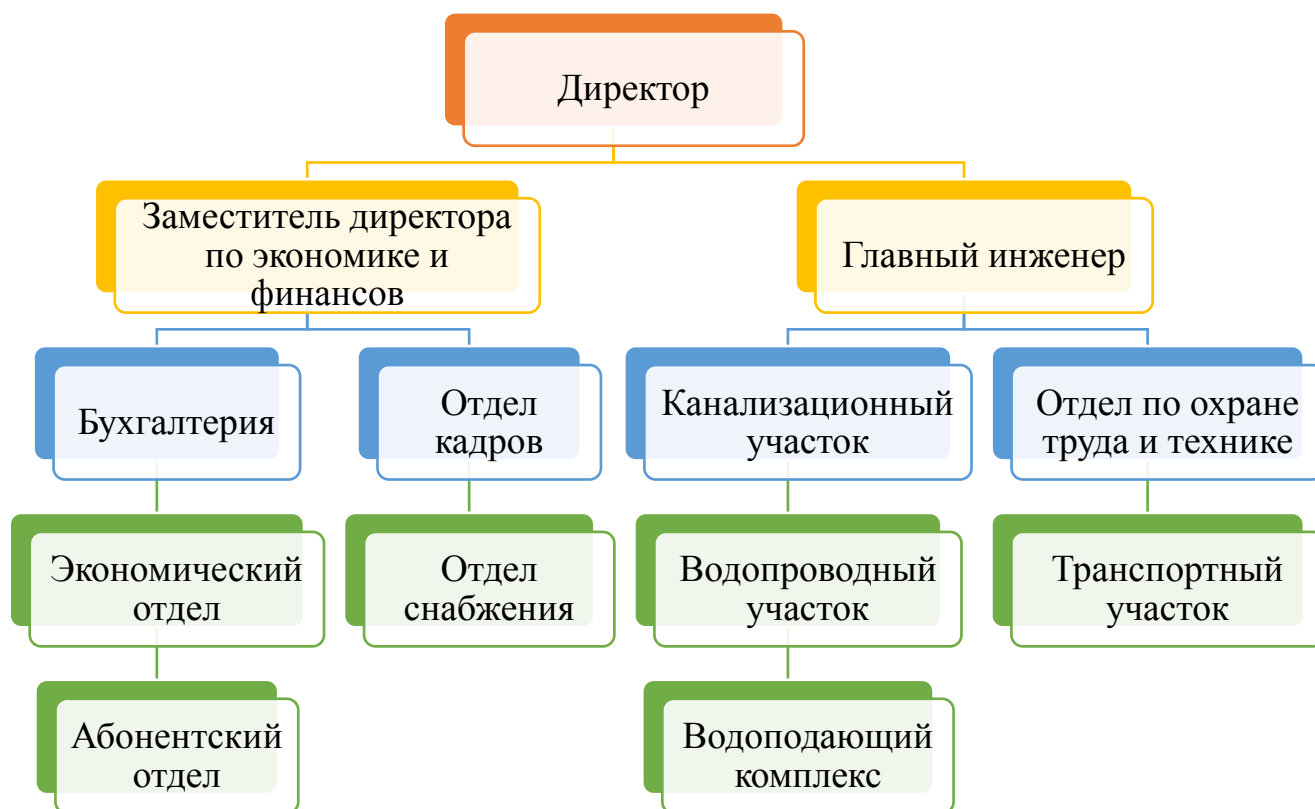 Директор
Заместитель директора
по экономике и
финансов
Главный инженер
Бухгалтерия
Отдел
кадров
Канализационный
участок
Отдел по охране
труда и технике
Экономический
отдел
Отдел
снабжения
Водопроводный
участок
Транспортный
участок
Абонентский
отдел
Водоподающий
комплекс